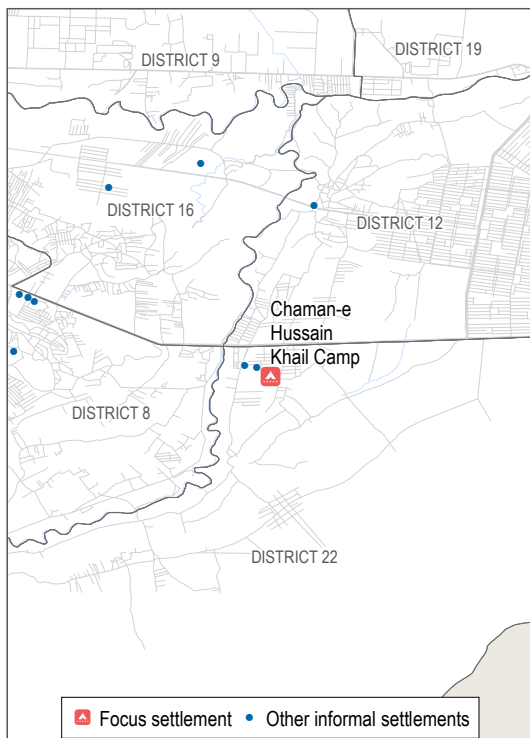 DISTRICT 9
DISTRICT 19
DISTRICT 16
DISTRICT 12
Chaman-e
Hussain
Khail Camp
DISTRICT 8
DISTRICT 22
Focus settlement
Other informal settlements